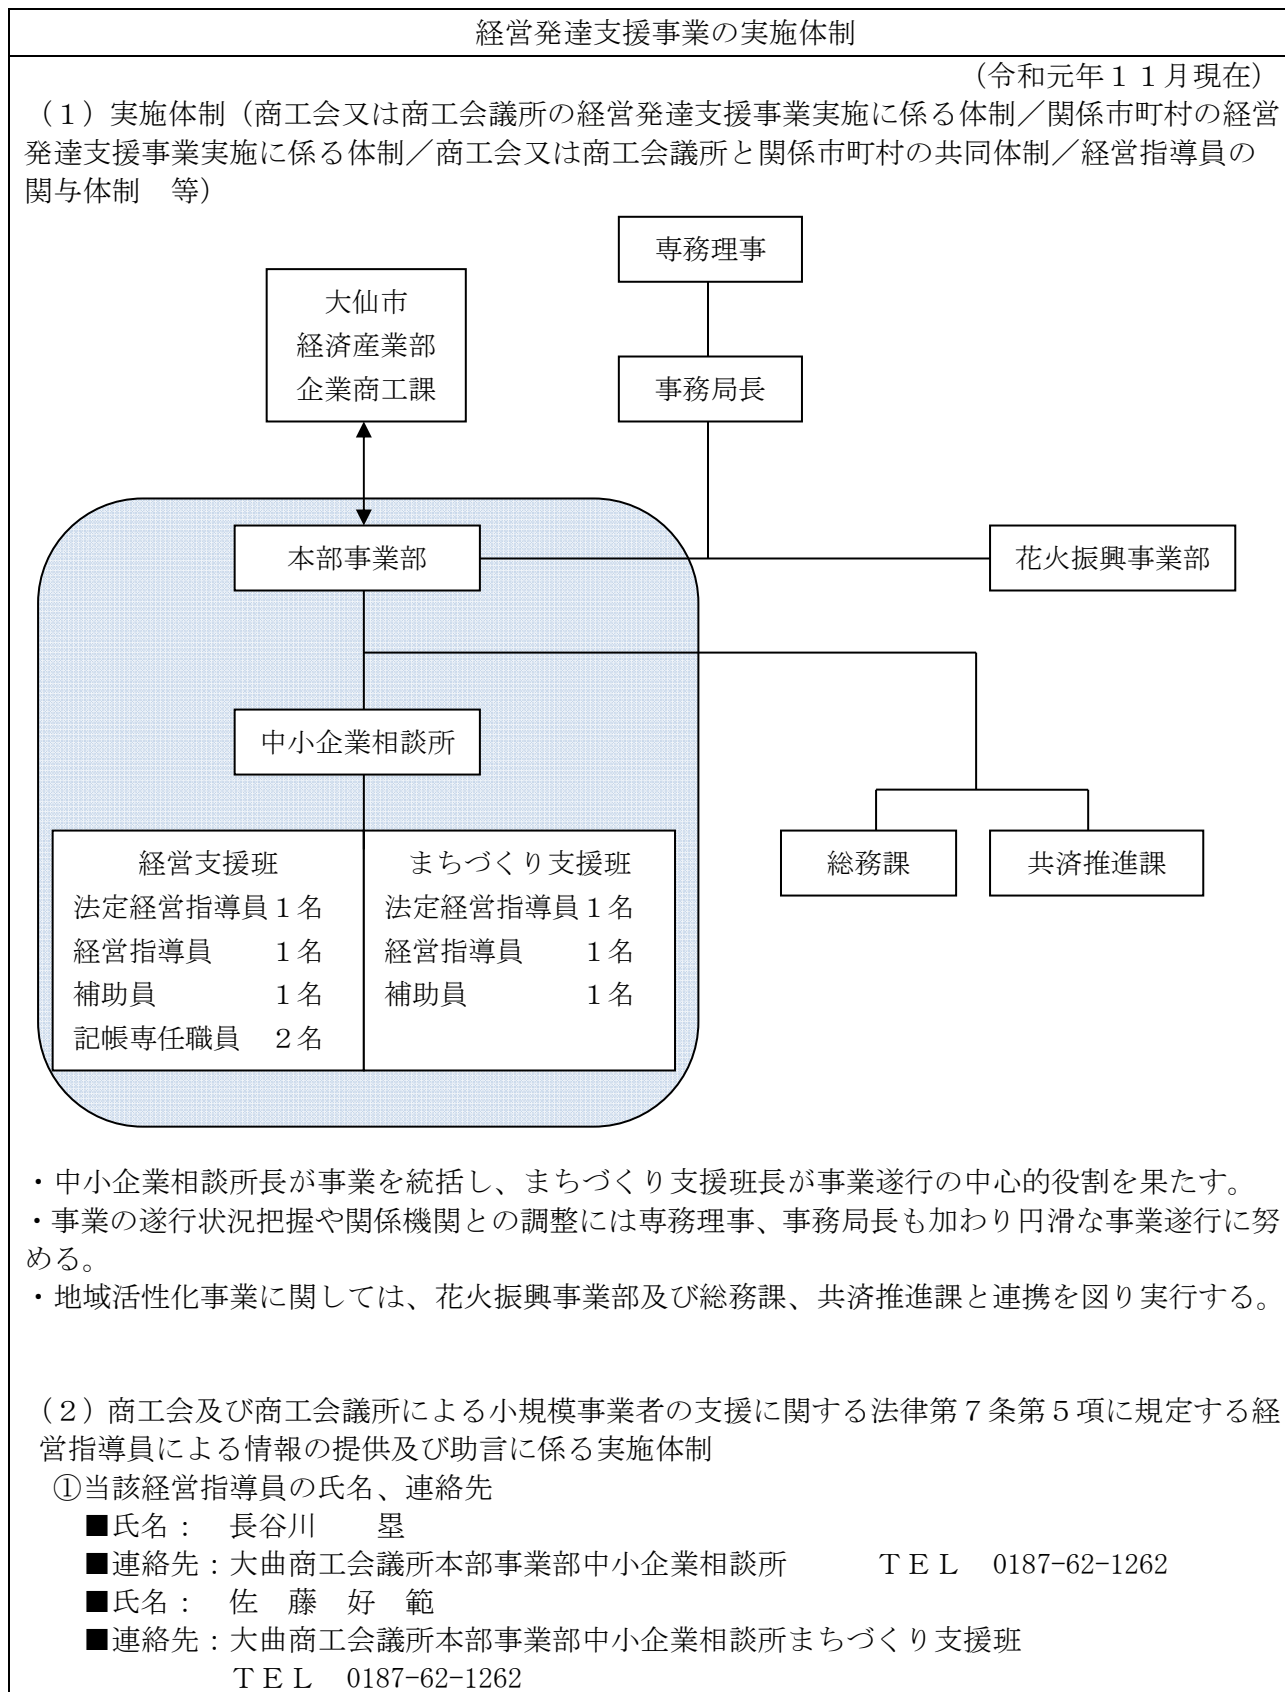 経営発達支援事業の実施体制
（令和元年１１月現在）
（１）実施体制（商工会又は商工会議所の経営発達支援事業実施に係る体制／関係市町村の経営
発達支援事業実施に係る体制／商工会又は商工会議所と関係市町村の共同体制／経営指導員の
関与体制　等）
専務理事
大仙市
経済産業部
企業商工課
事務局長
本部事業部
花火振興事業部
中小企業相談所
経営支援班
法定経営指導員１名
経営指導員　１名
補助員　１名
記帳専任職員　２名
まちづくり支援班
法定経営指導員１名
経営指導員　１名
補助員　１名
総務課
共済推進課
・中小企業相談所長が事業を統括し、まちづくり支援班長が事業遂行の中心的役割を果たす。
・事業の遂行状況把握や関係機関との調整には専務理事、事務局長も加わり円滑な事業遂行に努
める。
・地域活性化事業に関しては、花火振興事業部及び総務課、共済推進課と連携を図り実行する。
（２）商工会及び商工会議所による小規模事業者の支援に関する法律第７条第５項に規定する経
営指導員による情報の提供及び助言に係る実施体制
①当該経営指導員の氏名、連絡先
■氏名：　長谷川　　塁
■連絡先：大曲商工会議所本部事業部中小企業相談所　　　ＴＥＬ　0187-62-1262
■氏名：　佐　藤　好　範
■連絡先：大曲商工会議所本部事業部中小企業相談所まちづくり支援班
ＴＥＬ　0187-62-1262